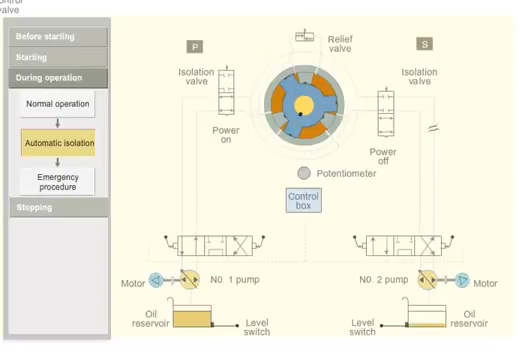 control
valve
Before starting
Starting
During operation
Normal operation
Automatic isolation
Emergency
procedure
Stopping
P
Relief
valve
S
Isolation
valve
Isolation
valve
Power
on
Power
off
Potentiometer
Control
box
Motor
N0. 1 pump
N0. 2 pump
Motor
Oil
reservoir
Level
switch
Level
switch
Oil
reservoir